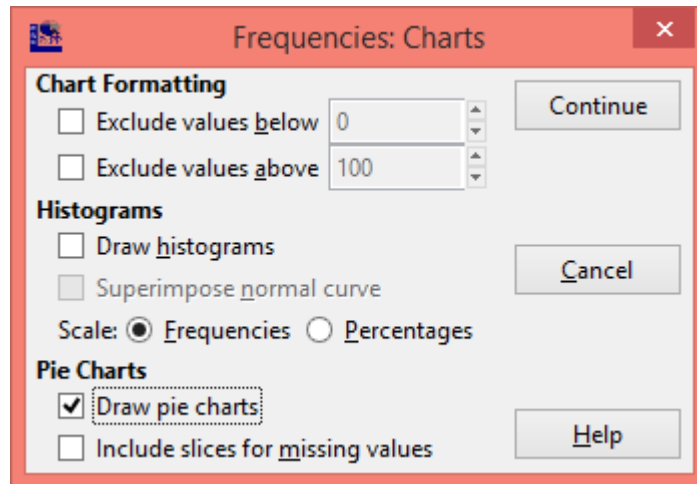 Frequencies: Charts
Chart Formatting
Exclude values below 0
Continue
Exclude values above 100
Histograms
Draw histograms
Superimpose normal curve
Cancel
Scale: Frequencies Percentages
Pie Charts
Draw pie charts
Include slices for missing values
Help